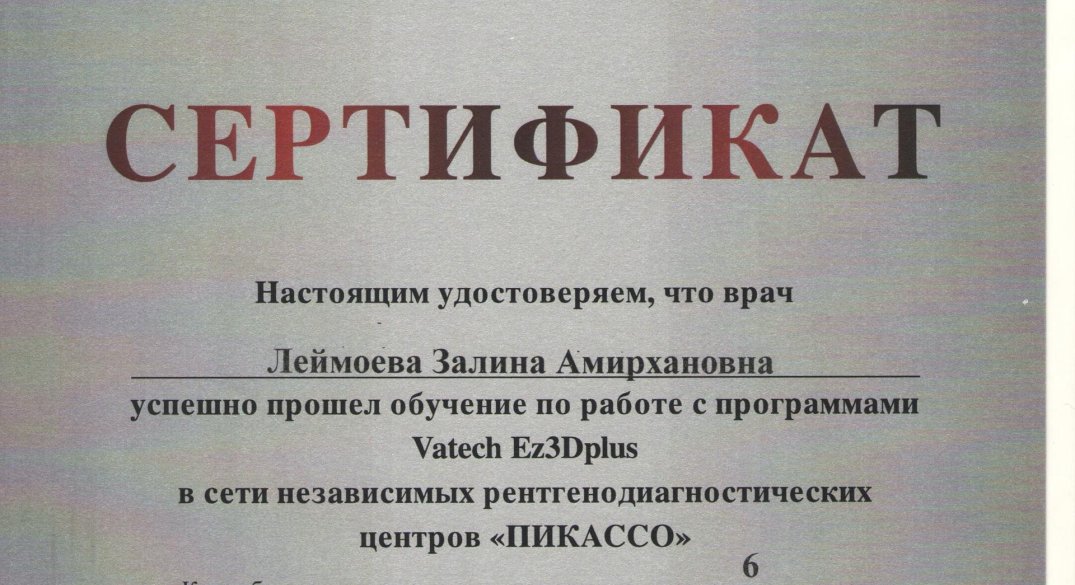 СЕРТИФИКАТ
Настоящим удостоверяем, что врач
Леймоева Залина Амирхановна
успешно прошел обучение по работе с программами
Vatech Ez3Dplus
в сети независимых рентгенодиагностических
центров «ПИКАССО»
6